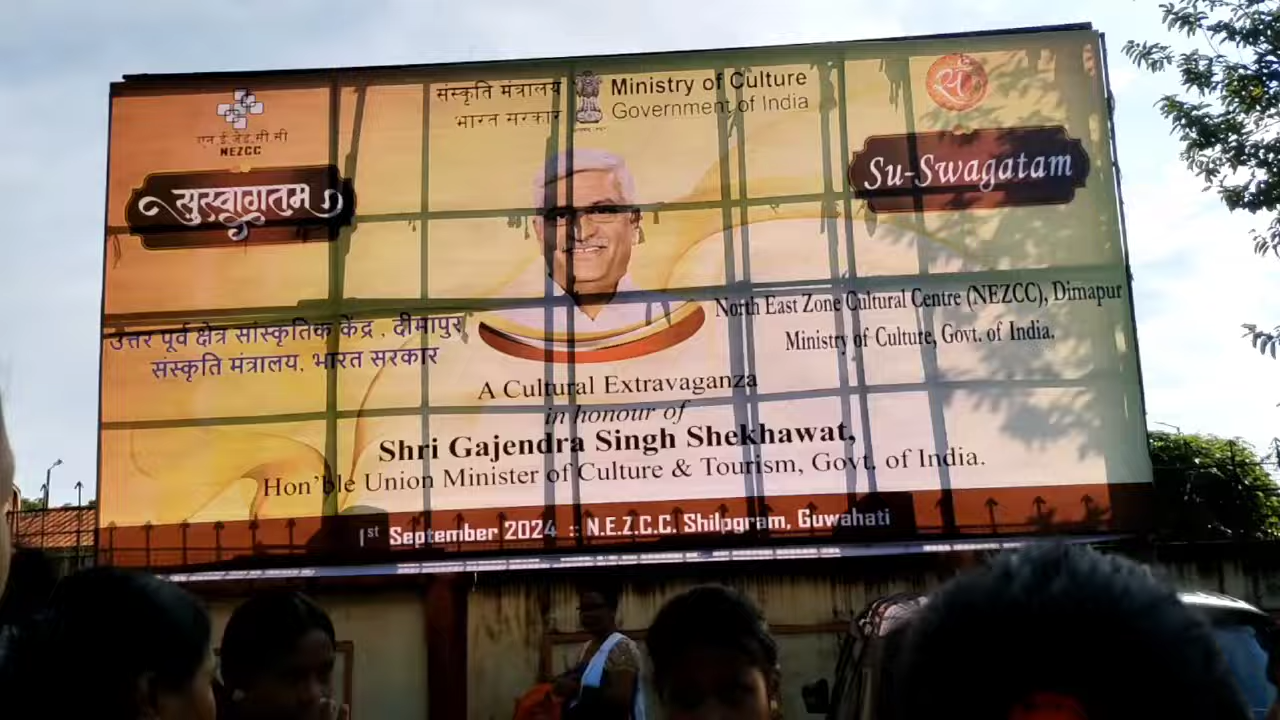 एन.ई.जेड.सी.सी
NEZCC
सुस्वागतम
संस्कृति मंत्रालय
भारत सरकार
Ministry of Culture
Government of India
Su-Swagatam
उत्तर पूर्व क्षेत्र सांस्कृतिक केंद्र , दीमापुर
संस्कृति मंत्रालय, भारत सरकार
North East Zone Cultural Centre (NEZCC), Dimapur
Ministry of Culture, Govt. of India.
A Cultural Extravaganza
in honour of
Shri Gajendra Singh Shekhawat,
Hon'ble Union Minister of Culture & Tourism, Govt. of India.
1st September 2024 :: N.E.Z.C.C. Shilpgram, Guwahati